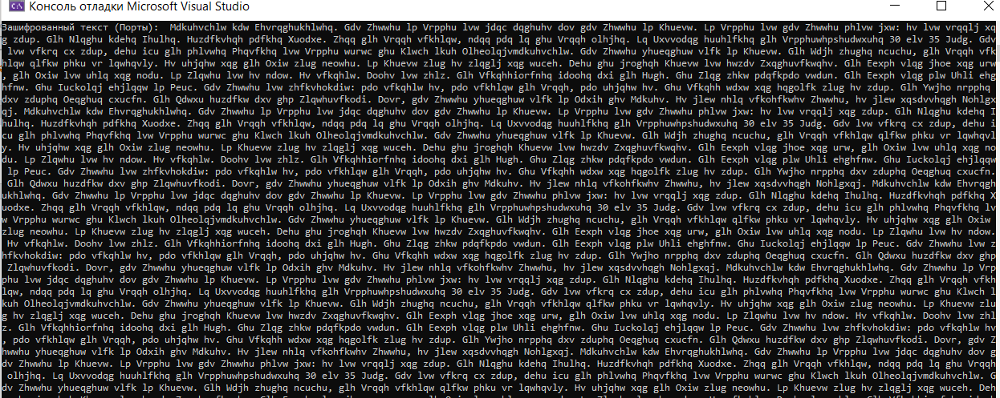 Консоль отладки Microsoft Visual Studio
Зашифрованный текст (Порты):  Mdkuhvchlw kdw Ehvrqghukhlwhq. Gdv Zhwwhu lp Vrpphu lvw jdqc dqghuhv dov gdv Zhwwhu lp Khuevw. Lp Vrpphu lvw gdv Zhwwhu phlvwhqv jxw: hv lvw vrqqlj xq
g zdup. Glh Nlqghu kdehq Ihulhq. Huzdfkvhqh pdfkhq Xuodxe. Zhqq glh Vrqqh vfkhlqw, ndqq pdq lq ghu Vrqqh olhjhq. Lq Uxvvodqg huuhlfkhq glh Vrpphuwhpshudwxuhq 30 elv 35 Judg. Gdv
 lvw vfkrq cx zdup, dehu icu glh phlvwhq Phqvfkhq lvw Vrpphu wurwc ghu Klwch lkuh Olheolqjvmdkuhvchlw. Gdv Zhwwhu yhueqghuw vlfk lp Khuevw. Glh Wdjh zhughq ncuchu, glh Vrqqh vfk
hlqw qlfkw phku vr lqwhqvly. Hv uhjqhw xqg glh Oxiw zlug neowhu. Lp Khuevw zlug hv zlqglj xqg wuceh. Dehu ghu jroghqh Khuevw lvw hwzdv Zxqghuvfkwqhv. Glh Eexph vlqg jhoe xqg urw
, glh Oxiw lvw uhlq xqg nodu. Lp Zlqwhu lvw hv ndow. Hv vfkqhlw. Doohv lvw zhlz. Glh Vfkqhhiorfnhq idoohq dxi glh Hugh. Ghu Zlqg zhkw pdqfkpdo vwdun. Glh Eexph vlqg plw Uhli ehg
hfnw. Ghu Iuckolqj ehjlqqw lp Peuc. Gdv Zhwwhu lvw zhfkvhokdiw: pdo vfkhlqw hv, pdo vfkhlqw glh Vrqqh, pdo uhjqhw hv. Ghu Vfkqhh wdxw xqg hqgolfk zlug hv zdup. Glh Ywjho nrpphq
dxv zduphq Oeqghuq cxucfn. Glh Qdwxu huzdfkw dxv ghp Zlqwhuvfkodi. Dovr, gdv Zhwwhu yhueqghuw vlfk lp Odxih ghv Mdkuhv. Hv jlew nhlq vfkohfkwhv Zhwwhu, hv jlew xqsdvvhqgh Nohlgx
qj. Mdkuhvchlw kdw Ehvrqghukhlwhq. Gdv Zhwwhu lp Vrpphu lvw jdqc dqghuhv dov gdv Zhwwhu lp Khuevw. Lp Vrpphu lvw gdv Zhwwhu phlvwhqv jxw: hv lvw vrqqlj xqg zdup. Glh Nlqghu kdehq I
hulhq. Huzdfkvhqh pdfkhq Xuodxe. Zhqq glh Vrqqh vfkhlqw, ndqq pdq lq ghu Vrqqh olhjhq. Lq Uxvvodqg huuhlfkhq glh Vrpphuwhpshudwxuhq 30 elv 35 Judg. Gdv lvw vfkrq cx zdup, dehu i
cu glh phlvwhq Phqvfkhq lvw Vrpphu wurwc ghu Klwch lkuh Olheolqjvmdkuhvchlw. Gdv Zhwwhu yhueqghuw vlfk lp Khuevw. Glh Wdjh zhughq ncuchu, glh Vrqqh vfkhlqw qlfkw phku vr lqwhqvl
y. Hv uhjqhw xqg glh Oxiw zlug neowhu. Lp Khuevw zlug hv zlqglj xqg wuceh. Dehu ghu jroghqh Khuevw lvw hwzdv Zxqghuvfkwqhv. Glh Eexph vlqg jhoe xqg urw, glh Oxiw lvw uhlq xqg no
du. Lp Zlqwhu lvw hv ndow. Hv vfkqhlw. Doohv lvw zhlz. Glh Vfkqhhiorfnhq idoohq dxi glh Hugh. Ghu Zlqg zhkw pdqfkpdo vwdun. Glh Eexph vlqg plw Uhli ehghfnw. Ghu Iuckolqj ehjlqqw
 lp Peuc. Gdv Zhwwhu lvw zhfkvhokdiw: pdo vfkhlqw hv, pdo vfkhlqw glh Vrqqh, pdo uhjqhw hv. Ghu Vfkqhh wdxw xqg hqgolfk zlug hv zdup. Glh Ywjho nrpphq dxv zduphq Oeqghuq cxucfn.
 Glh Qdwxu huzdfkw dxv ghp Zlqwhuvfkodi. Dovr, gdv Zhwwhu yhueqghuw vlfk lp Odxih ghv Mdkuhv. Hv jlew nhlq vfkohfkwhv Zhwwhu, hv jlew xqsdvvhqgh Nohlgxqj. Mdkuhvchlw kdw Ehvrqgh
ukhlwhq. Gdv Zhwwhu lp Vrpphu lvw jdqc dqghuhv dov gdv Zhwwhu lp Khuevw. Lp Vrpphu lvw gdv Zhwwhu phlvwhqv jxw: hv lvw vrqqlj xqg zdup. Glh Nlqghu kdehq Ihulhq. Huzdfkvhqh pdfkhq X
uodxe. Zhqq glh Vrqqh vfkhlqw, ndqq pdq lq ghu Vrqqh olhjhq. Lq Uxvvodqg huuhlfkhq glh Vrpphuwhpshudwxuhq 30 elv 35 Judg. Gdv lvw vfkrq cx zdup, dehu icu glh phlvwhq Phqvfkhq lv
w Vrpphu wurwc ghu Klwch lkuh Olheolqjvmdkuhvchlw. Gdv Zhwwhu yhueqghuw vlfk lp Khuevw. Glh Wdjh zhughq ncuchu, glh Vrqqh vfkhlqw qlfkw phku vr lqwhqvly. Hv uhjqhw xqg glh Oxiw
zlug neowhu. Lp Khuevw zlug hv zlqglj xqg wuceh. Dehu ghu jroghqh Khuevw lvw hwzdv Zxqghuvfkwqhv. Glh Eexph vlqg jhoe xqg urw, glh Oxiw lvw uhlq xqg nodu. Lp Zlqwhu lvw hv ndow.
 Hv vfkqhlw. Doohv lvw zhlz. Glh Vfkqhhiorfnhq idoohq dxi glh Hugh. Ghu Zlqg zhkw pdqfkpdo vwdun. Glh Eexph vlqg plw Uhli ehghfnw. Ghu Iuckolqj ehjlqqw lp Peuc. Gdv Zhwwhu lvw z
hfkvhokdiw: pdo vfkhlqw hv, pdo vfkhlqw glh Vrqqh, pdo uhjqhw hv. Ghu Vfkqhh wdxw xqg hqgolfk zlug hv zdup. Glh Ywjho nrpphq dxv zduphq Oeqghuq cxucfn. Glh Qdwxu huzdfkw dxv ghp
 Zlqwhuvfkodi. Dovr, gdv Zhwwhu yhueqghuw vlfk lp Odxih ghv Mdkuhv. Hv jlew nhlq vfkohfkwhv Zhwwhu, hv jlew xqsdvvhqgh Nohlgxqj. Mdkuhvchlw kdw Ehvrqghukhlwhq. Gdv Zhwwhu lp Vrp
phu lvw jdqc dqghuhv dov gdv Zhwwhu lp Khuevw. Lp Vrpphu lvw gdv Zhwwhu phlvwhqv jxw: hv lvw vrqqlj xqg zdup. Glh Nlqghu kdehq Ihulhq. Huzdfkvhqh pdfkhq Xuodxe. Zhqq glh Vrqqh vfkh
lqw, ndqq pdq lq ghu Vrqqh olhjhq. Lq Uxvvodqg huuhlfkhq glh Vrpphuwhpshudwxuhq 30 elv 35 Judg. Gdv lvw vfkrq cx zdup, dehu icu glh phlvwhq Phqvfkhq lvw Vrpphu wurwc ghu Klwch l
kuh Olheolqjvmdkuhvchlw. Gdv Zhwwhu yhueqghuw vlfk lp Khuevw. Glh Wdjh zhughq ncuchu, glh Vrqqh vfkhlqw qlfkw phku vr lqwhqvly. Hv uhjqhw xqg glh Oxiw zlug neowhu. Lp Khuevw zlu
g hv zlqglj xqg wuceh. Dehu ghu jroghqh Khuevw lvw hwzdv Zxqghuvfkwqhv. Glh Eexph vlqg jhoe xqg urw, glh Oxiw lvw uhlq xqg nodu. Lp Zlqwhu lvw hv ndow. Hv vfkqhlw. Doohv lvw zhl
z. Glh Vfkqhhiorfnhq idoohq dxi glh Hugh. Ghu Zlqg zhkw pdqfkpdo vwdun. Glh Eexph vlqg plw Uhli ehghfnw. Ghu Iuckolqj ehjlqqw lp Peuc. Gdv Zhwwhu lvw zhfkvhokdiw: pdo vfkhlqw hv
, pdo vfkhlqw glh Vrqqh, pdo uhjqhw hv. Ghu Vfkqhh wdxw xqg hqgolfk zlug hv zdup. Glh Ywjho nrpphq dxv zduphq Oeqghuq cxucfn. Glh Qdwxu huzdfkw dxv ghp Zlqwhuvfkodi. Dovr, gdv Z
hwwhu yhueqghuw vlfk lp Odxih ghv Mdkuhv. Hv jlew nhlq vfkohfkwhv Zhwwhu, hv jlew xqsdvvhqgh Nohlgxqj. Mdkuhvchlw kdw Ehvrqghukhlwhq. Gdv Zhwwhu lp Vrpphu lvw jdqc dqghuhv dov g
dv Zhwwhu lp Khuevw. Lp Vrpphu lvw gdv Zhwwhu phlvwhqv jxw: hv lvw vrqqlj xqg zdup. Glh Nlqghu kdehq Ihulhq. Huzdfkvhqh pdfkhq Xuodxe. Zhqq glh Vrqqh vfkhlqw, ndqq pdq lq ghu Vrqqh
 olhjhq. Lq Uxvvodqg huuhlfkhq glh Vrpphuwhpshudwxuhq 30 elv 35 Judg. Gdv lvw vfkrq cx zdup, dehu icu glh phlvwhq Phqvfkhq lvw Vrpphu wurwc ghu Klwch lkuh Olheolqjvmdkuhvchlw. G
dv Zhwwhu yhueqghuw vlfk lp Khuevw. Glh Wdjh zhughq ncuchu, glh Vrqqh vfkhlqw qlfkw phku vr lqwhqvly. Hv uhjqhw xqg glh Oxiw zlug neowhu. Lp Khuevw zlug hv zlqglj xqg wuceh. Deh